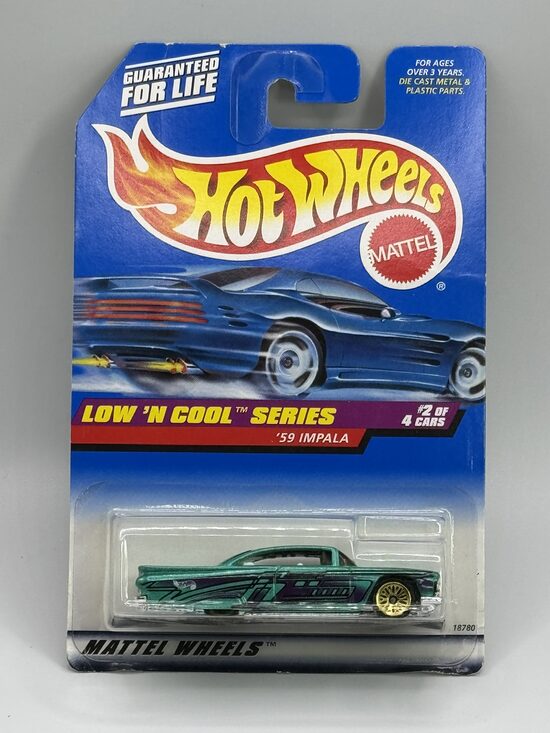 GUARANTEED
FOR LIFE
FOR AGES
OVER 3 YEARS.
DIE CAST METAL &
PLASTIC PARTS.
HOT WHEELS
MATTEL
®
LOW 'N COOL™ SERIES
#2 OF
4 CARS
'59 IMPALA
MATTEL WHEELS™
18780